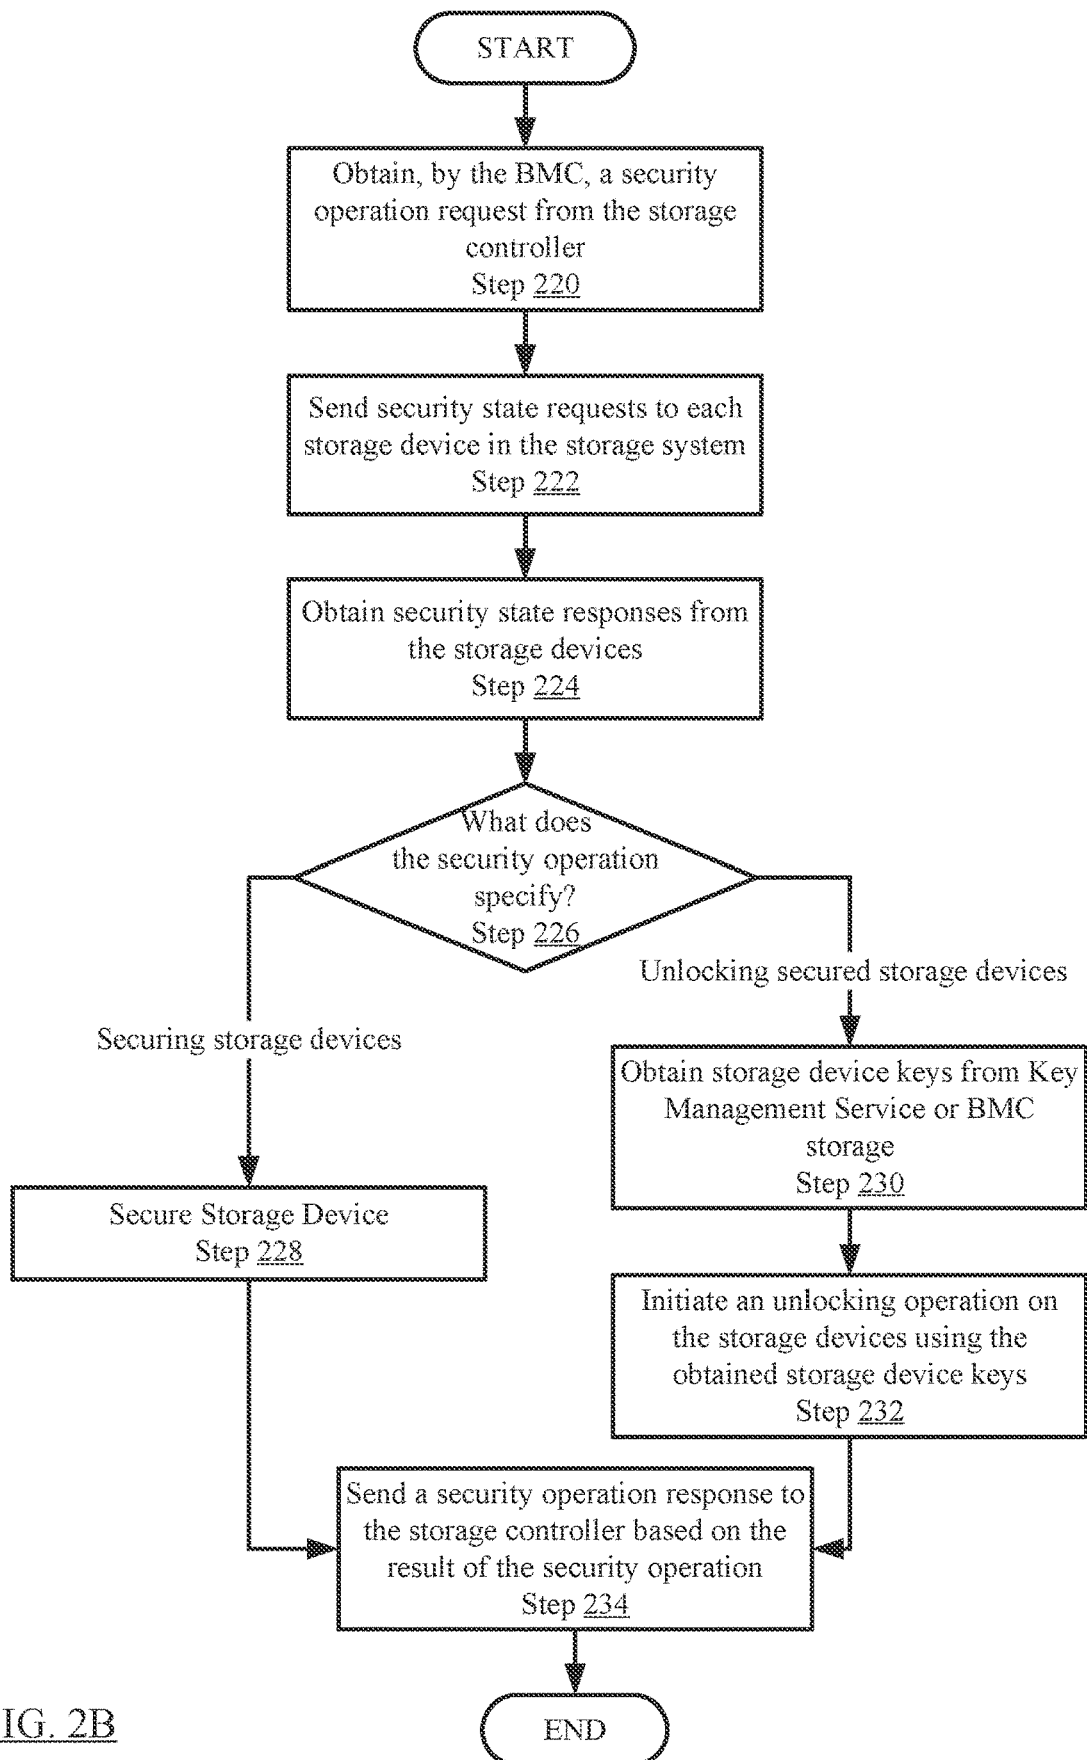 START
Obtain, by the BMC, a security
operation request from the storage
controller
Step 220
Send security state requests to each
storage device in the storage system
Step 222
Obtain security state responses from
the storage devices
Step 224
What does
the security operation
specify?
Step 226
Unlocking secured storage devices
Securing storage devices
Obtain storage device keys from Key
Management Service or BMC
storage
Step 230
Secure Storage Device
Step 228
Initiate an unlocking operation on
the storage devices using the
obtained storage device keys
Step 232
Send a security operation response to
the storage controller based on the
result of the security operation
Step 234
END
IG. 2B